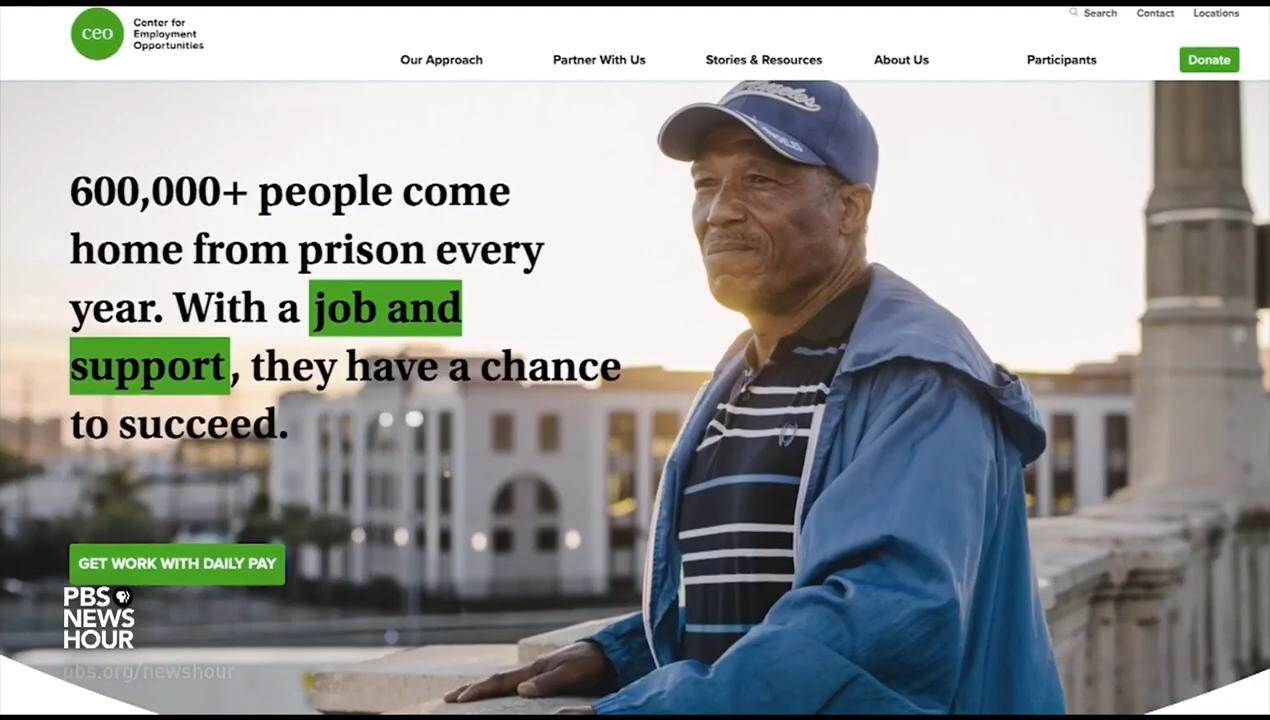 ceo
Center for
Employment
Opportunities
Search Contact Locations
Our Approach Partner With Us Stories & Resources About Us Participants Donate
600,000+ people come
home from prison every
year. With a job and
support, they have a chance
to succeed.
GET WORK WITH DAILY PAY
PBS
NEWS
HOUR
pbs.org/newshour